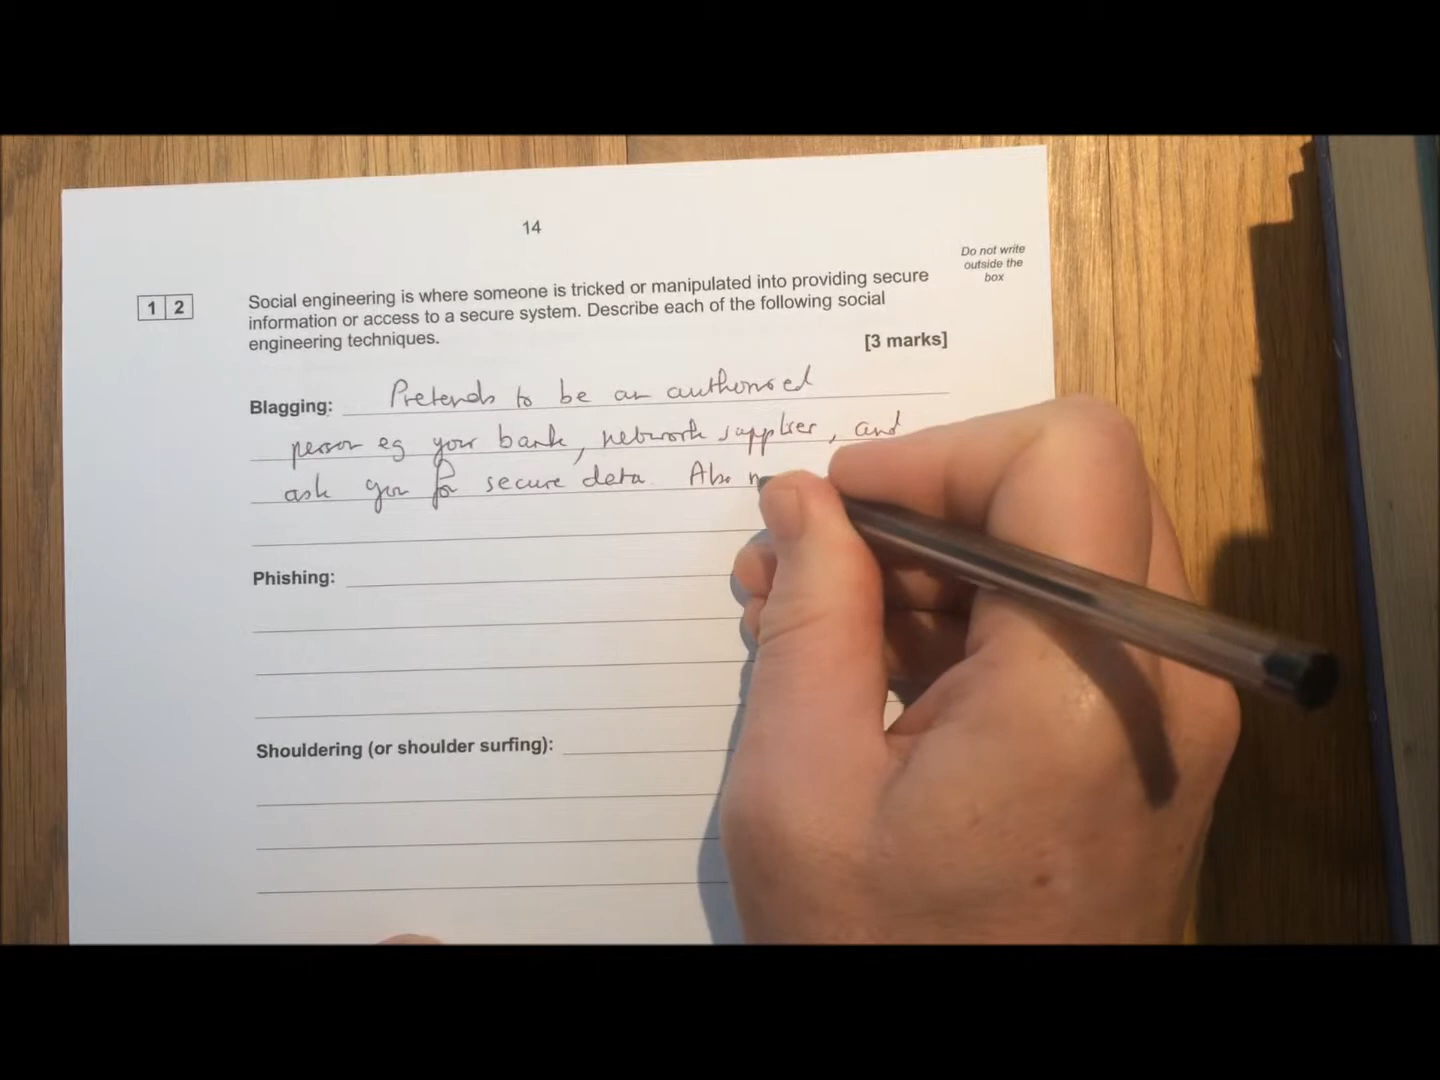 14
Do not write
outside the
box
1 2
Social engineering is where someone is tricked or manipulated into providing secure
information or access to a secure system. Describe each of the following social
engineering techniques.
[3 marks]
Blagging: Pretends to be an authorised
person eg your bank, network supplier, and
ask you for secure data. Also
Phishing:
Shouldering (or shoulder surfing):